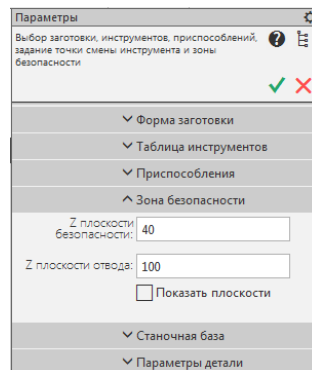 Параметры
Выбор заготовки, инструментов, приспособлений,
задание точки смены инструмента и зоны
безопасности
Форма заготовки
Таблица инструментов
Приспособления
Зона безопасности
Z плоскости
безопасности:
40
Z плоскости отвода:
100
Показать плоскости
Станочная база
Параметры детали